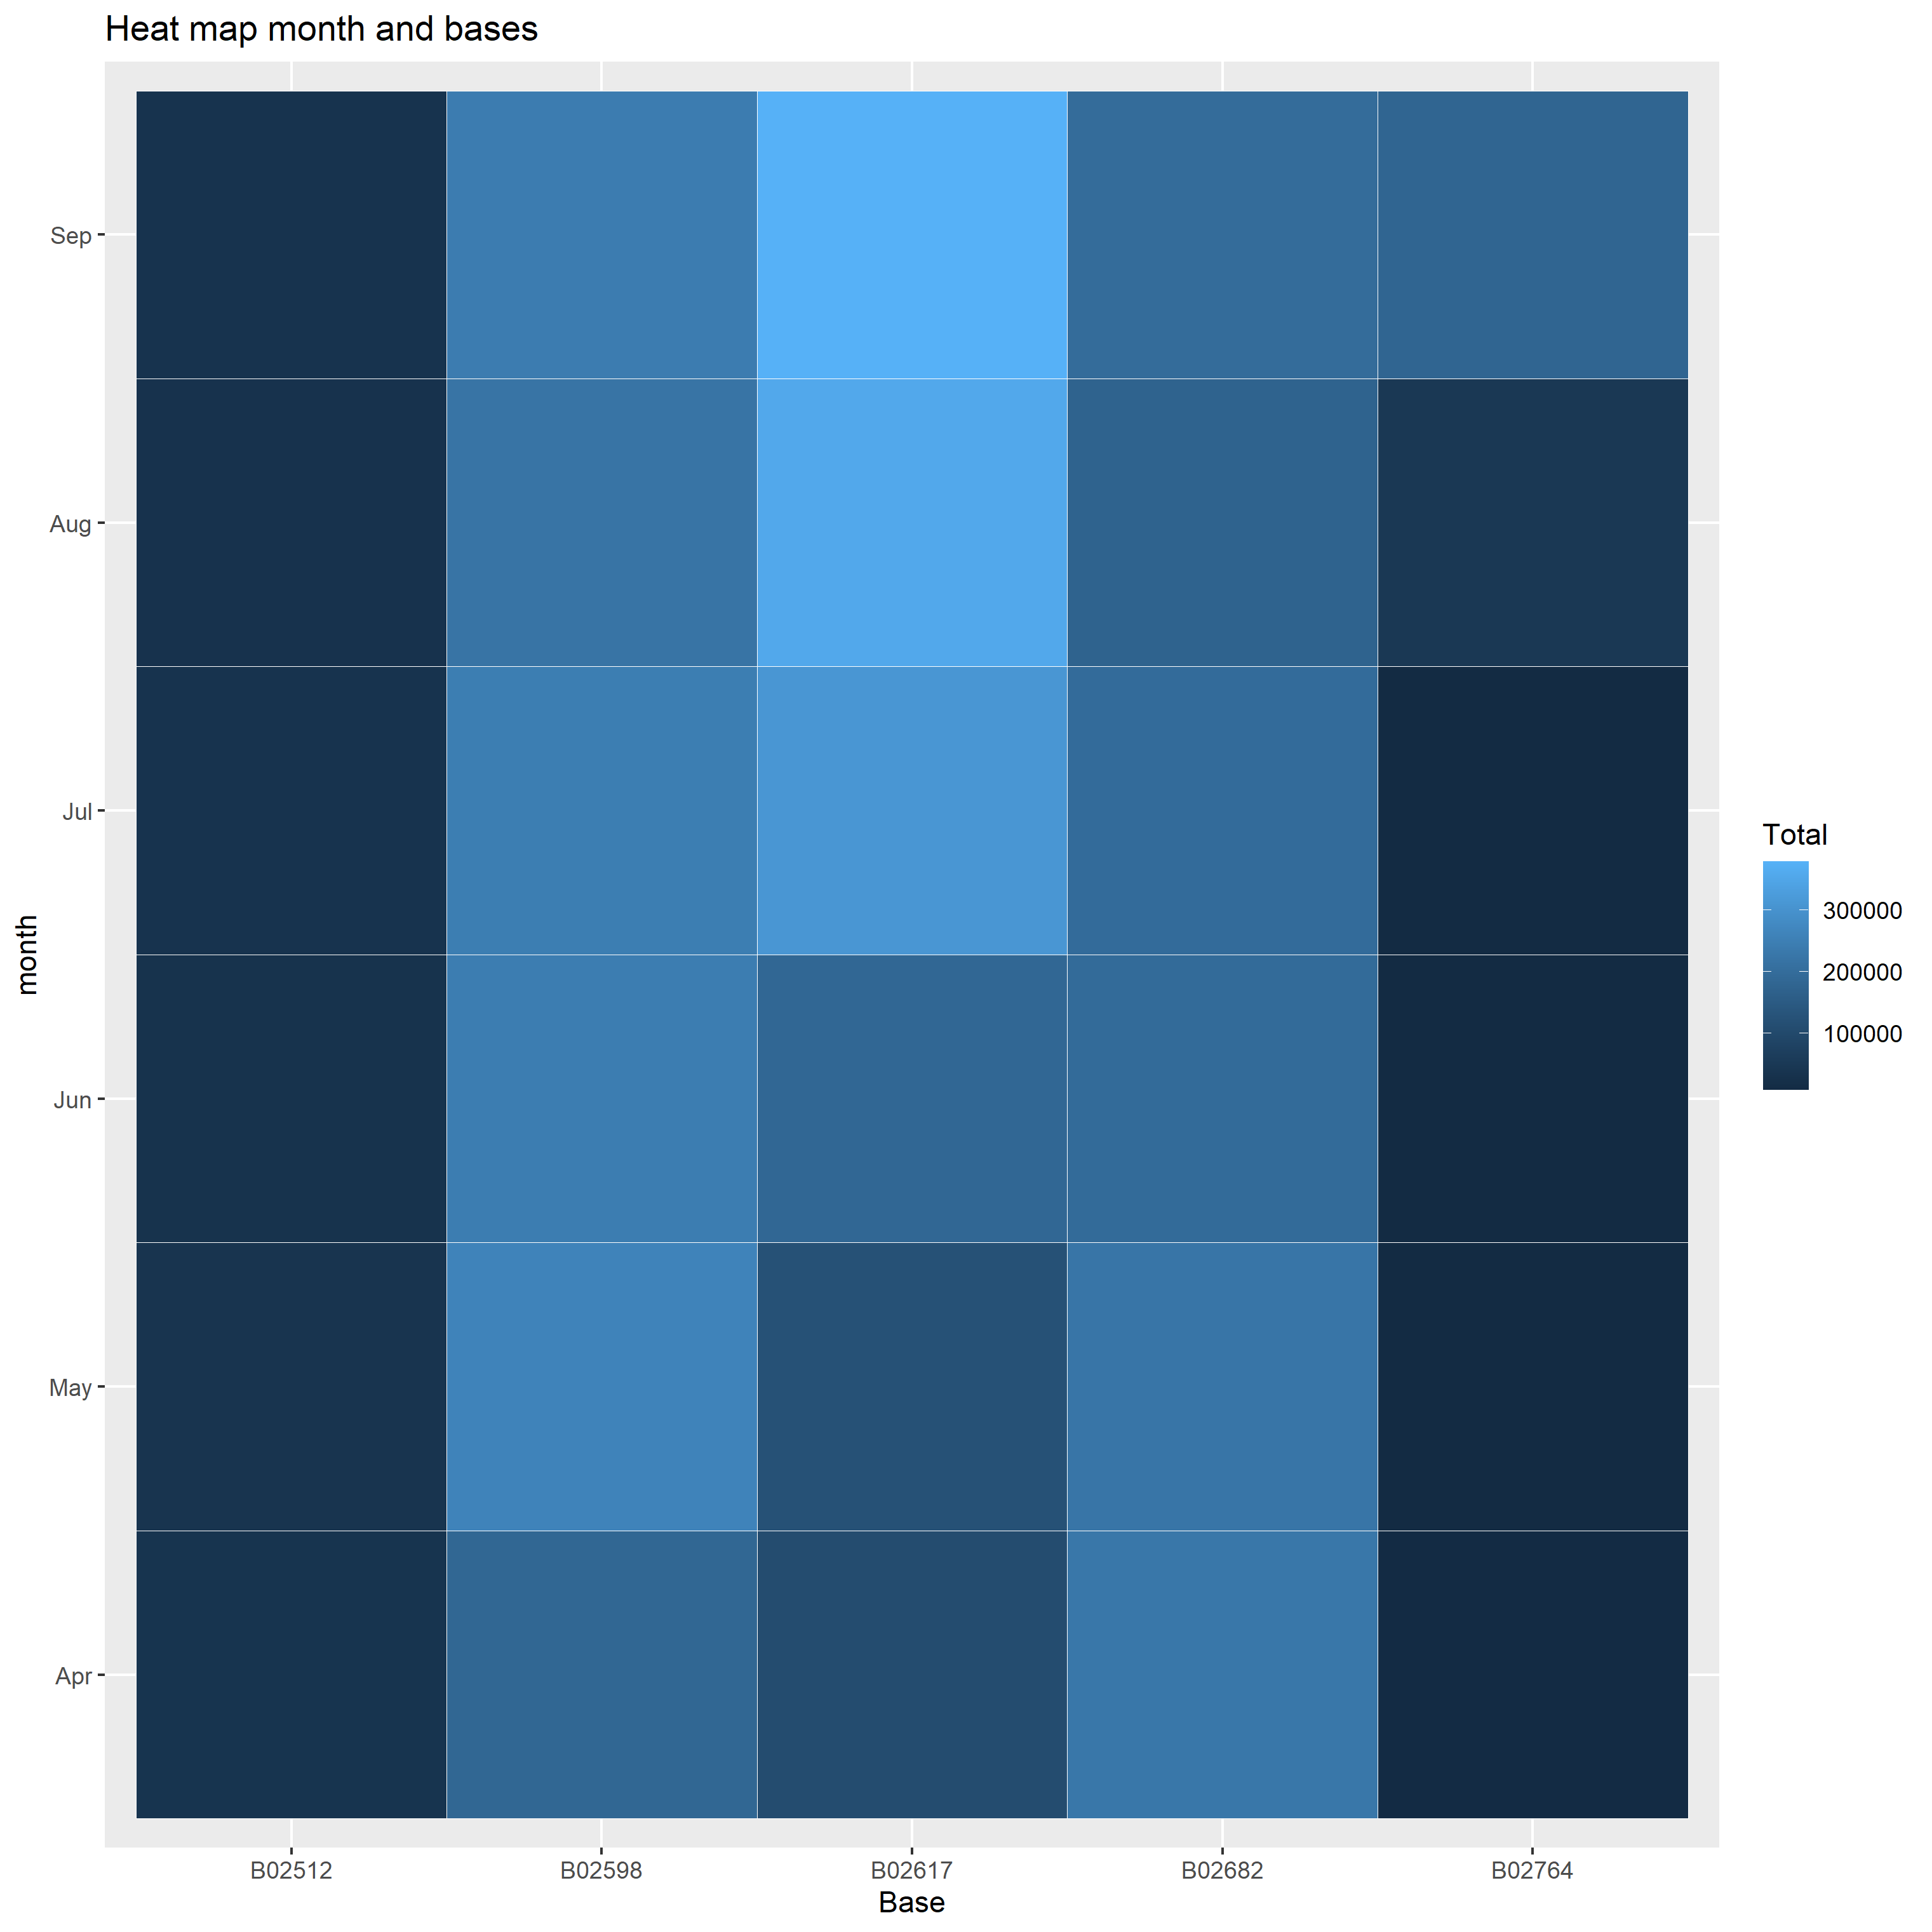 Heat map month and bases
month
Sep
Aug
Jul
Jun
May
Apr
B02512 B02598 B02617 B02682 B02764
Base
Total
300000
200000
100000